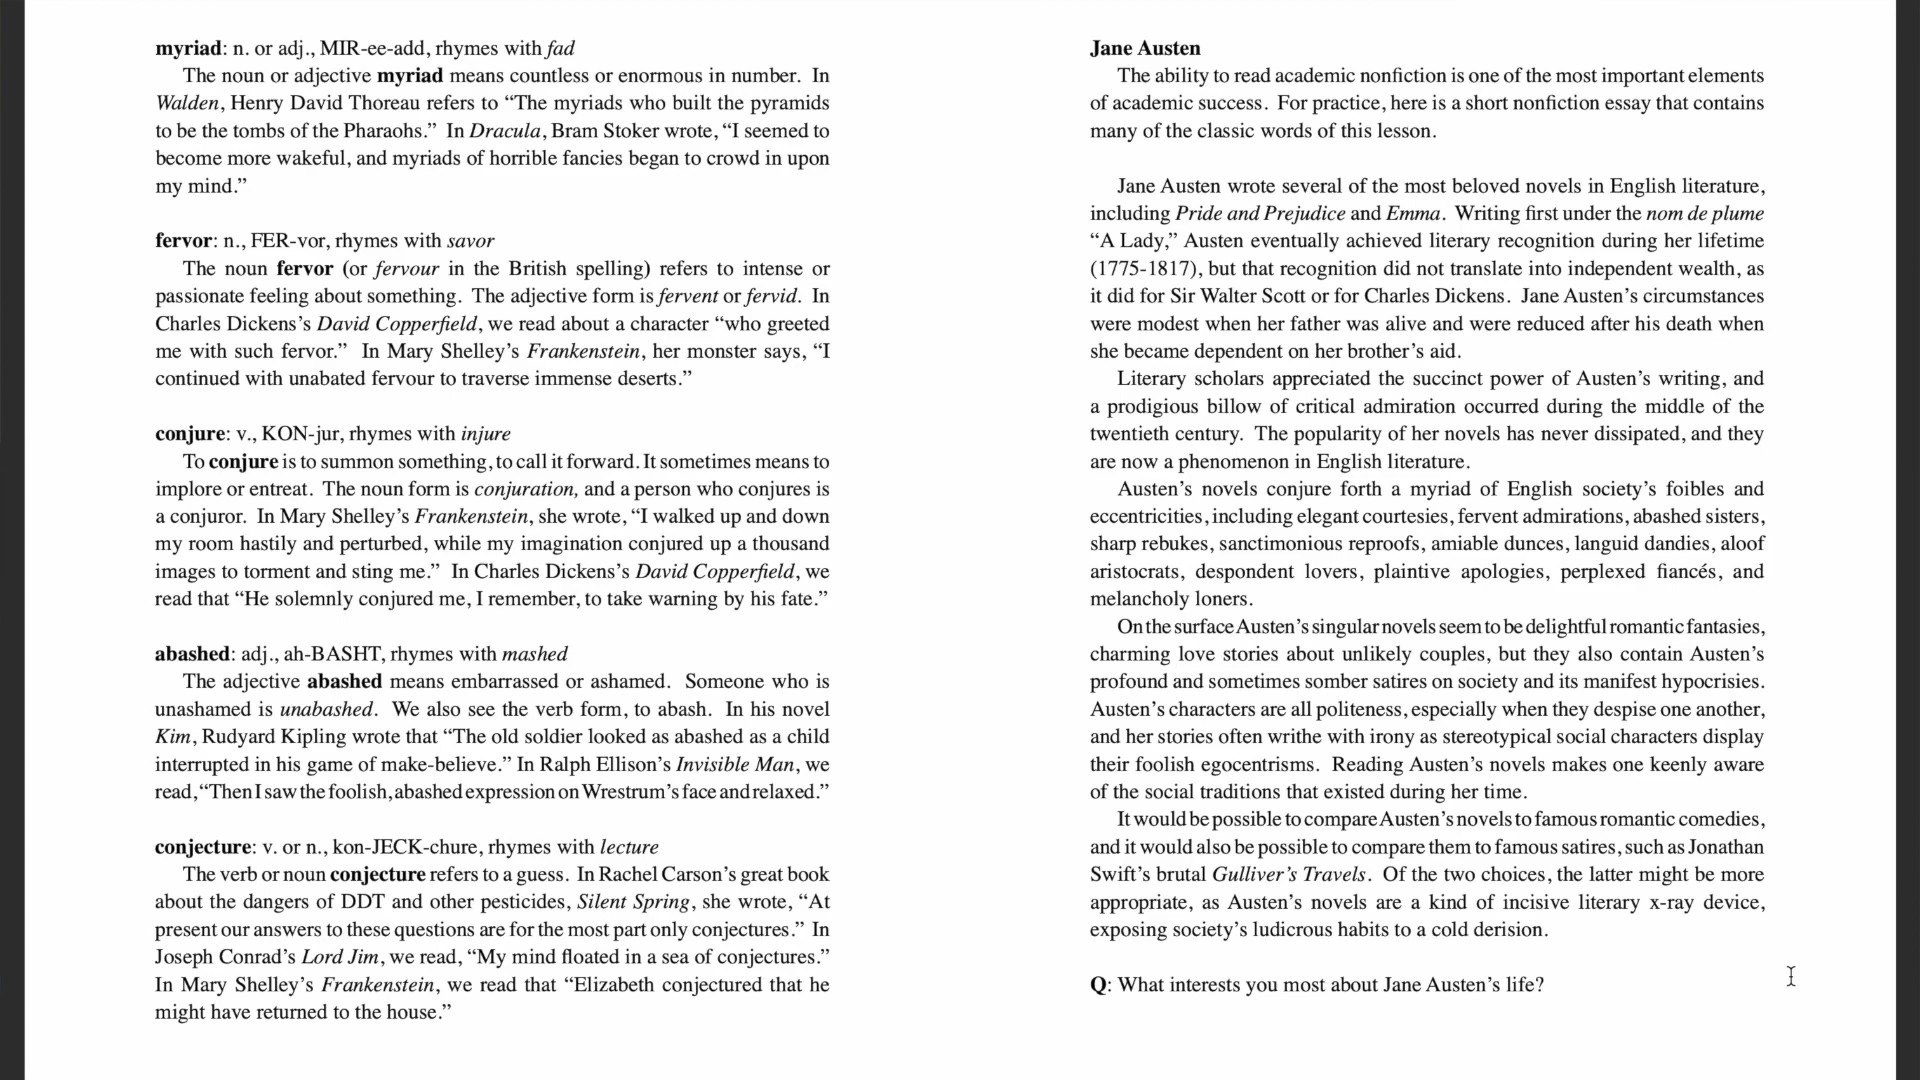 myriad: n. or adj., MIR-ee-add, rhymes with fad
The noun or adjective myriad means countless or enormous in number. In
Walden, Henry David Thoreau refers to “The myriads who built the pyramids
to be the tombs of the Pharaohs.” In Dracula, Bram Stoker wrote, “I seemed to
become more wakeful, and myriads of horrible fancies began to crowd in upon
my mind.”
fervor: n., FER-vor, rhymes with savor
The noun fervor (or fervour in the British spelling) refers to intense or
passionate feeling about something. The adjective form is fervent or fervid. In
Charles Dickens’s David Copperfield, we read about a character “who greeted
me with such fervor.” In Mary Shelley’s Frankenstein, her monster says, “I
continued with unabated fervour to traverse immense deserts.”
conjure: v., KON-jur, rhymes with injure
To conjure is to summon something, to call it forward. It sometimes means to
implore or entreat. The noun form is conjuration, and a person who conjures is
a conjuror. In Mary Shelley’s Frankenstein, she wrote, “I walked up and down
my room hastily and perturbed, while my imagination conjured up a thousand
images to torment and sting me.” In Charles Dickens’s David Copperfield, we
read that “He solemnly conjured me, I remember, to take warning by his fate.”
abashed: adj., ah-BASHT, rhymes with mashed
The adjective abashed means embarrassed or ashamed. Someone who is
unashamed is unabashed. We also see the verb form, to abash. In his novel
Kim, Rudyard Kipling wrote that “The old soldier looked as abashed as a child
interrupted in his game of make-believe.” In Ralph Ellison’s Invisible Man, we
read, “Then I saw the foolish, abashed expression on Wrestrum’s face and relaxed.”
conjecture: v. or n., kon-JECK-chure, rhymes with lecture
The verb or noun conjecture refers to a guess. In Rachel Carson’s great book
about the dangers of DDT and other pesticides, Silent Spring, she wrote, “At
present our answers to these questions are for the most part only conjectures.” In
Joseph Conrad’s Lord Jim, we read, “My mind floated in a sea of conjectures.”
In Mary Shelley’s Frankenstein, we read that “Elizabeth conjectured that he
might have returned to the house.”
Jane Austen
The ability to read academic nonfiction is one of the most important elements
of academic success. For practice, here is a short nonfiction essay that contains
many of the classic words of this lesson.
Jane Austen wrote several of the most beloved novels in English literature,
including Pride and Prejudice and Emma. Writing first under the nom de plume
“A Lady,” Austen eventually achieved literary recognition during her lifetime
(1775-1817), but that recognition did not translate into independent wealth, as
it did for Sir Walter Scott or for Charles Dickens. Jane Austen’s circumstances
were modest when her father was alive and were reduced after his death when
she became dependent on her brother’s aid.
Literary scholars appreciated the succinct power of Austen’s writing, and
a prodigious billow of critical admiration occurred during the middle of the
twentieth century. The popularity of her novels has never dissipated, and they
are now a phenomenon in English literature.
Austen’s novels conjure forth a myriad of English society’s foibles and
eccentricities, including elegant courtesies, fervent admirations, abashed sisters,
sharp rebukes, sanctimonious reproofs, amiable dunces, languid dandies, aloof
aristocrats, despondent lovers, plaintive apologies, perplexed fiancés, and
melancholy loners.
On the surface Austen’s singular novels seem to be delightful romantic fantasies,
charming love stories about unlikely couples, but they also contain Austen’s
profound and sometimes somber satires on society and its manifest hypocrisies.
Austen’s characters are all politeness, especially when they despise one another,
and her stories often writhe with irony as stereotypical social characters display
their foolish egocentrisms. Reading Austen’s novels makes one keenly aware
of the social traditions that existed during her time.
It would be possible to compare Austen’s novels to famous romantic comedies,
and it would also be possible to compare them to famous satires, such as Jonathan
Swift’s brutal Gulliver’s Travels. Of the two choices, the latter might be more
appropriate, as Austen’s novels are a kind of incisive literary x-ray device,
exposing society’s ludicrous habits to a cold derision.
Q: What interests you most about Jane Austen’s life?